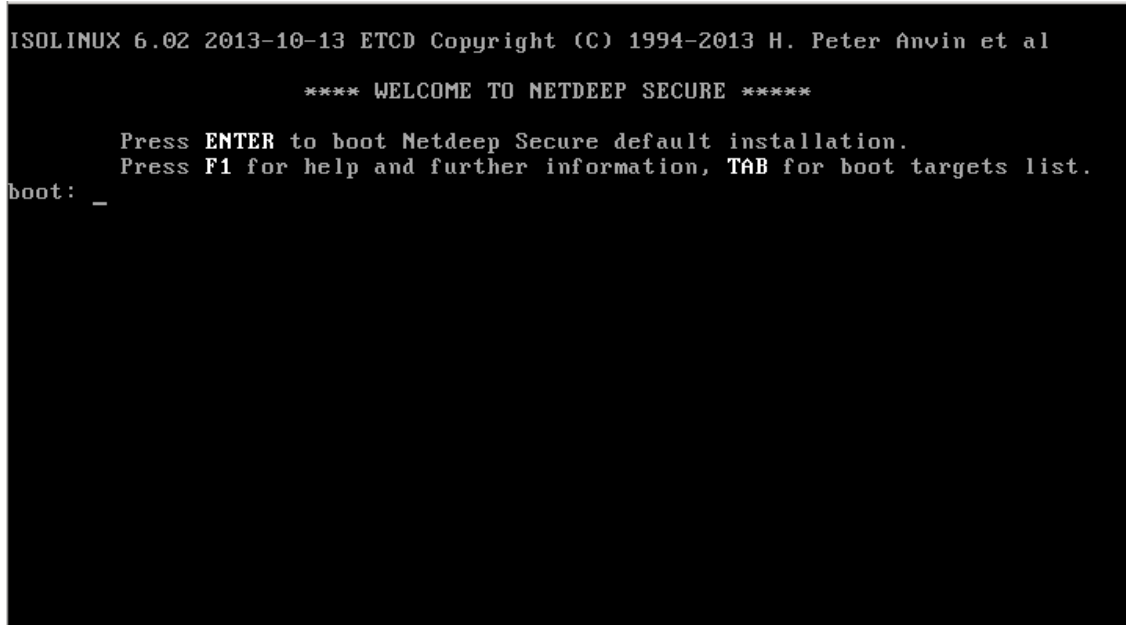 ISOLINUX 6.02 2013-10-13 ETCD Copyright (C) 1994-2013 H. Peter Anvin et al
**** WELCOME TO NETDEEP SECURE *****
Press ENTER to boot Netdeep Secure default installation.
Press F1 for help and further information, TAB for boot targets list.
boot: _